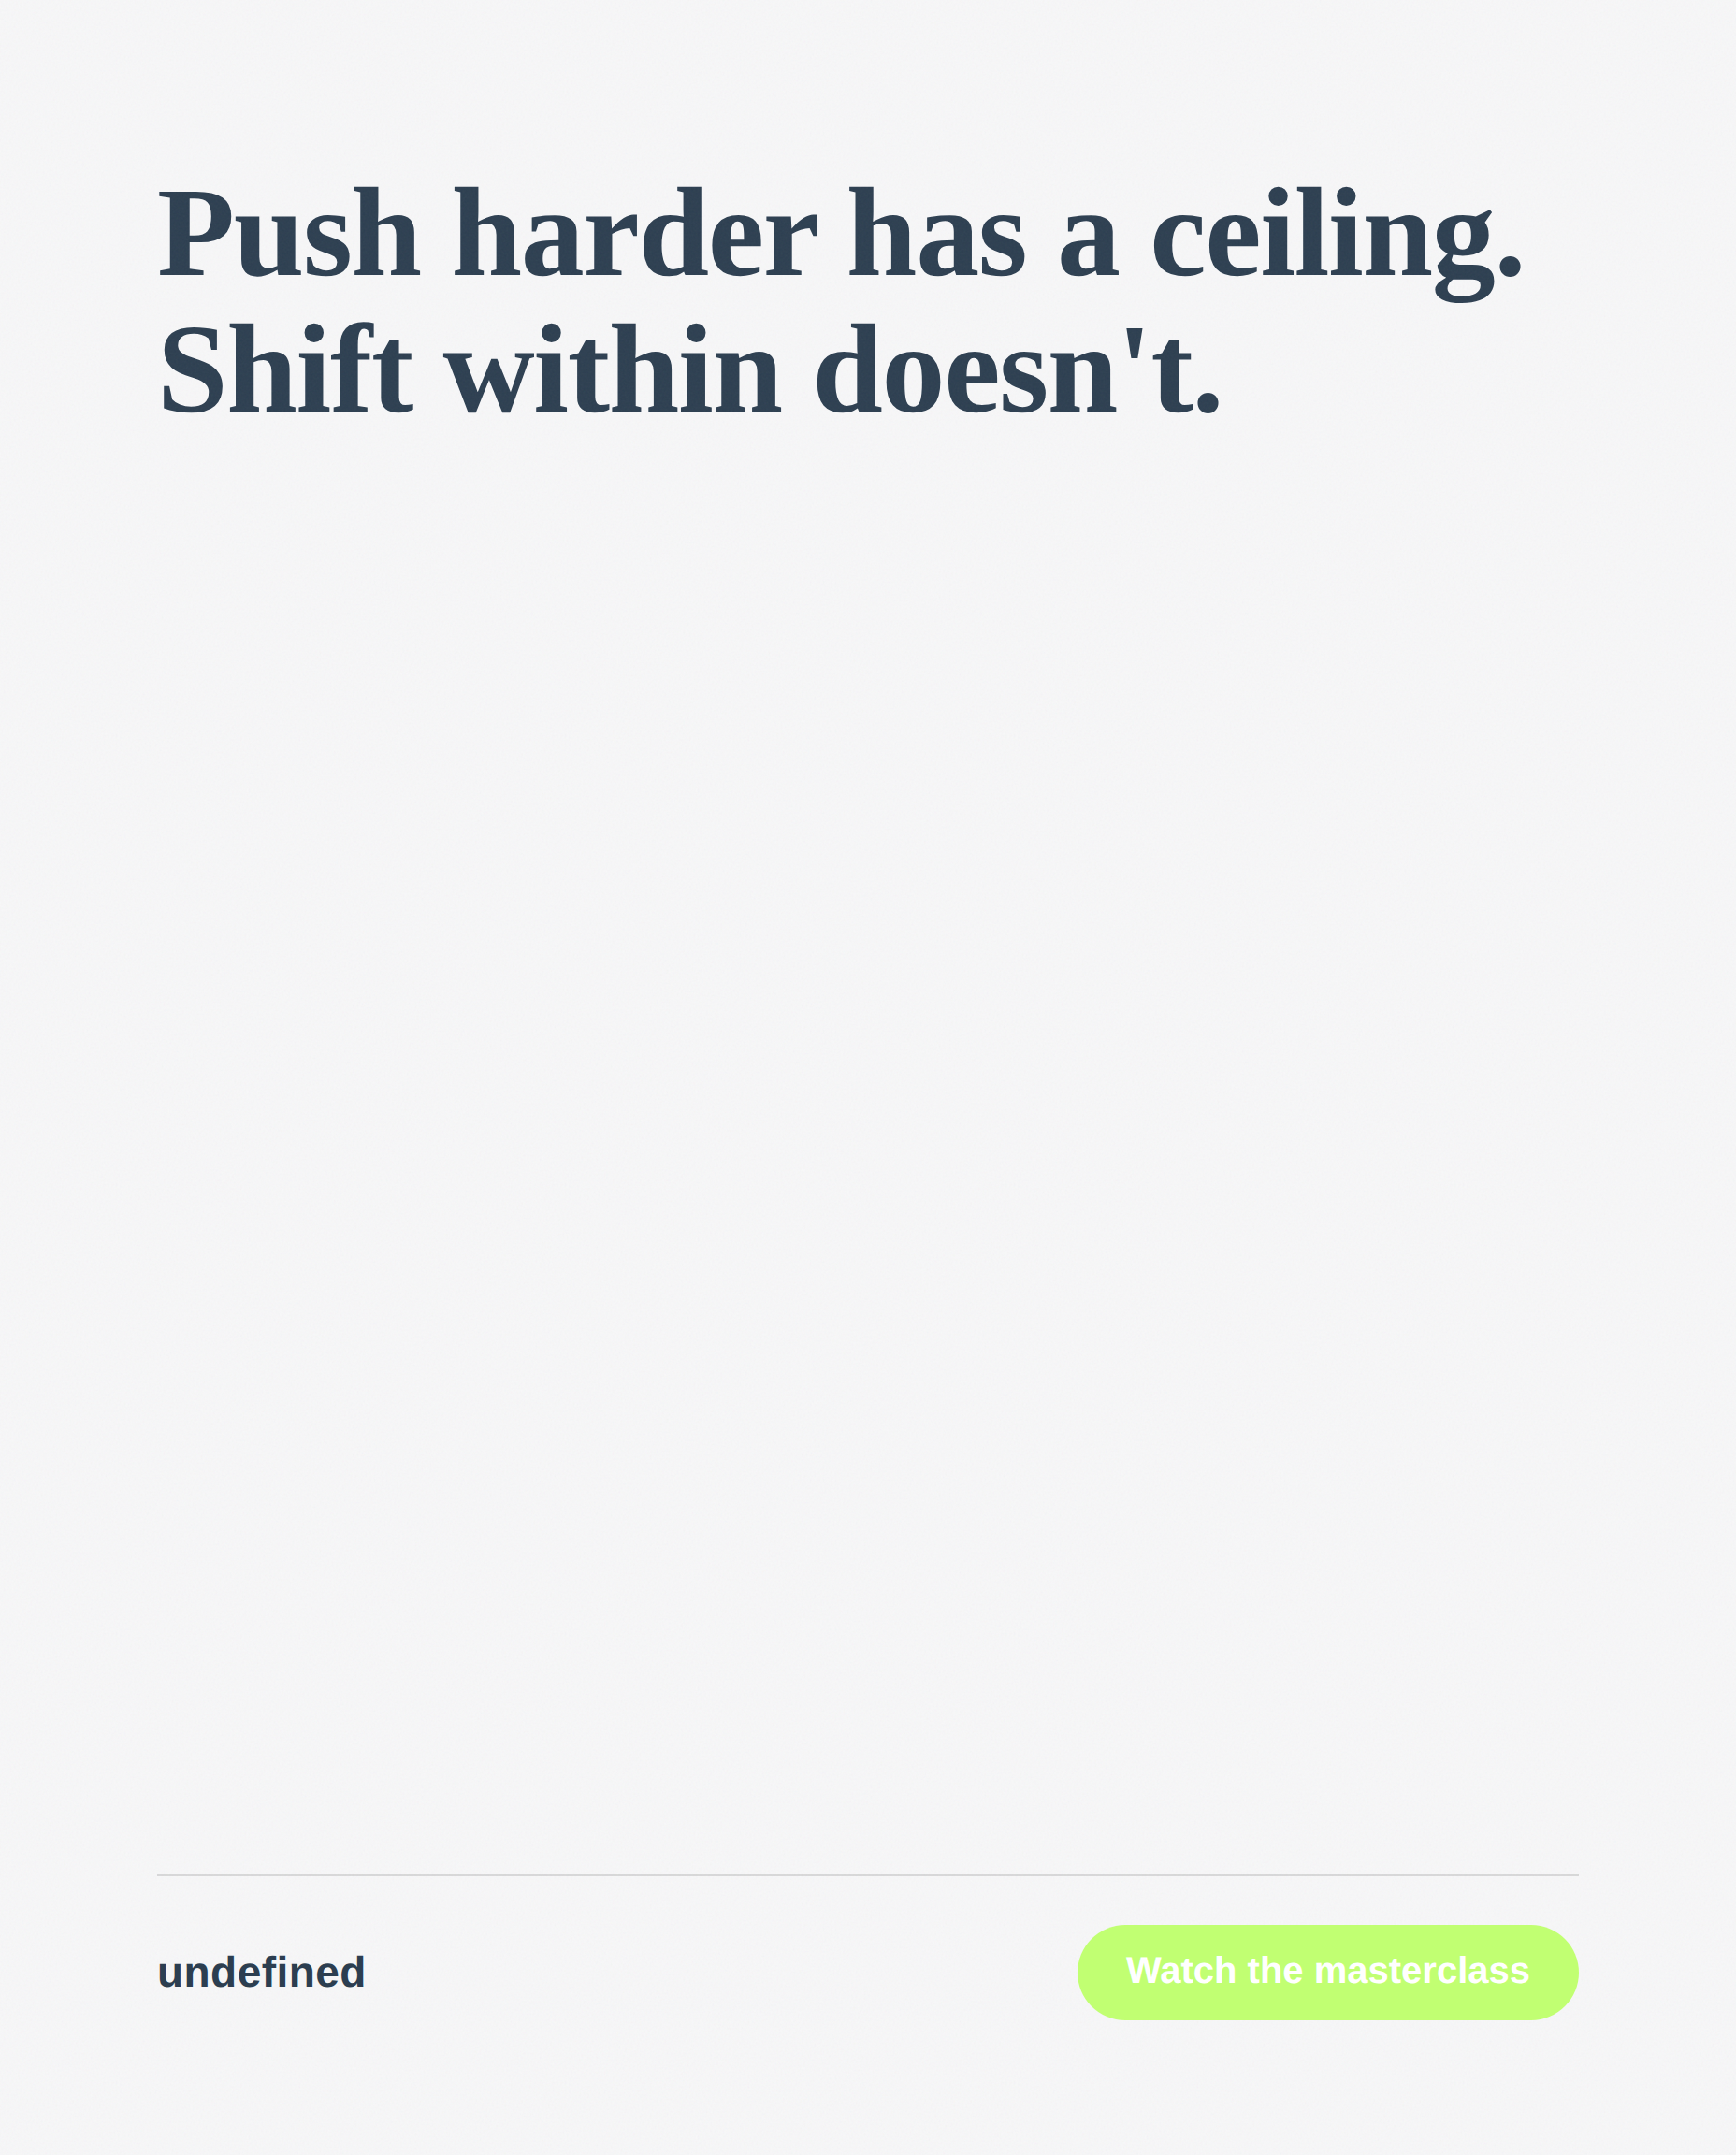 Push harder has a ceiling.
Shift within doesn't.
undefined
Watch the masterclass